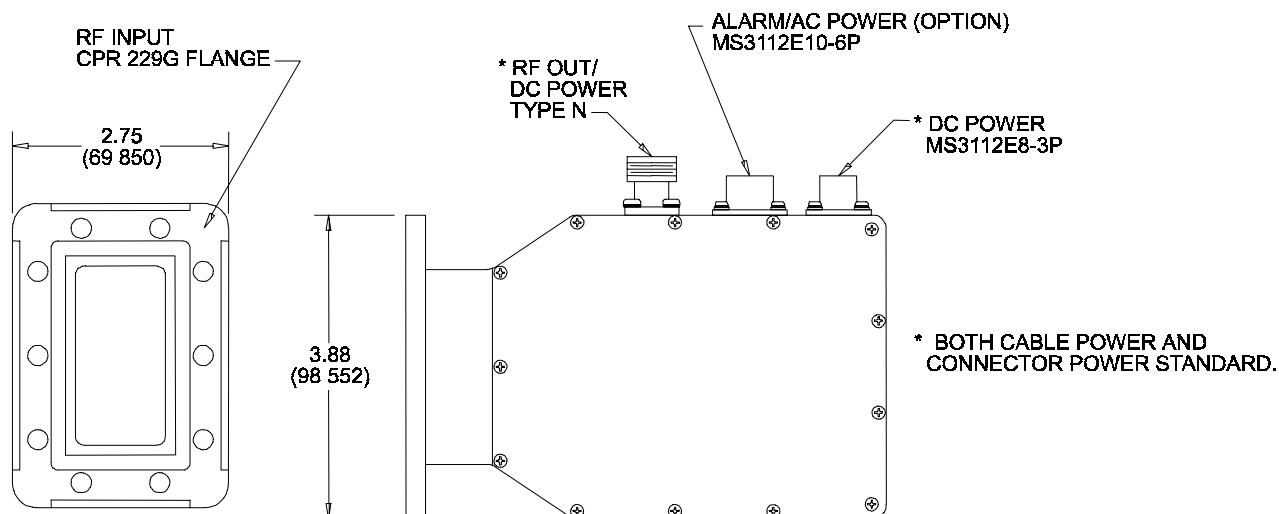 RF INPUT
CPR 229G FLANGE
2.75
(69 850)
3.88
(98 552)
* RF OUT/
DC POWER
TYPE N
ALARM/AC POWER (OPTION)
MS3112E10-6P
* DC POWER
MS3112E8-3P
* BOTH CABLE POWER AND
CONNECTOR POWER STANDARD.